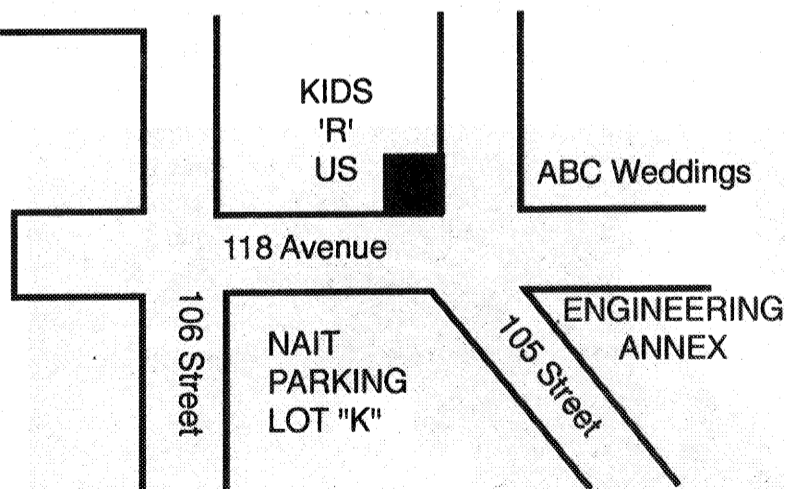 KIDS
'R'
US
ABC Weddings
118 Avenue
106 Street
NAIT
PARKING
LOT "K"
105 Street
ENGINEERING
ANNEX